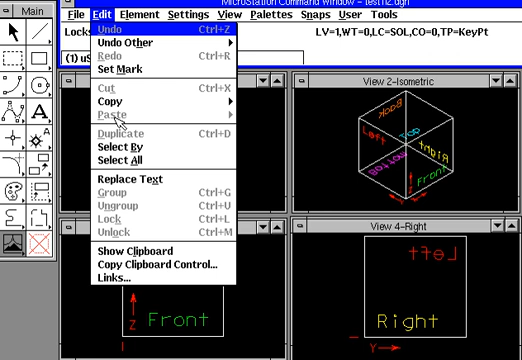 MicroStation Command Window - test12.dgn
File Edit Element Settings View Palettes Snaps User Tools
Main
Locks
LV=1,WT=0,LC=SOL,CO=0,TP=KeyPt
Undo Ctrl+Z
Undo Other
Redo Ctrl+R
Set Mark
Cut Ctrl+X
Copy
Paste
Duplicate Ctrl+D
Select By
Select All
Replace Text
Group Ctrl+G
Ungroup Ctrl+U
Lock Ctrl+L
Unlock Ctrl+M
Show Clipboard
Copy Clipboard Control...
Links...
A
View 2-Isometric
Back
Left
Top
Right
Bottom
Front
Z
View 4-Right
Z
Front
Left
Right
Y